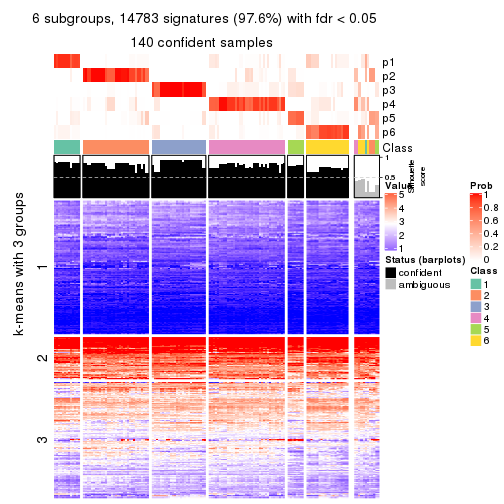 6 subgroups, 14783 signatures (97.6%) with fdr < 0.05
140 confident samples
p1
p2
p3
p4
p5
p6
Class
1
0.5
0
Silhouette
score
k-means with 3 groups
1
2
3
Value
5
4
3
2
1
Status (barplots)
confident
ambiguous
Prob
1
0.8
0.6
0.4
0.2
0
Class
1
2
3
4
5
6